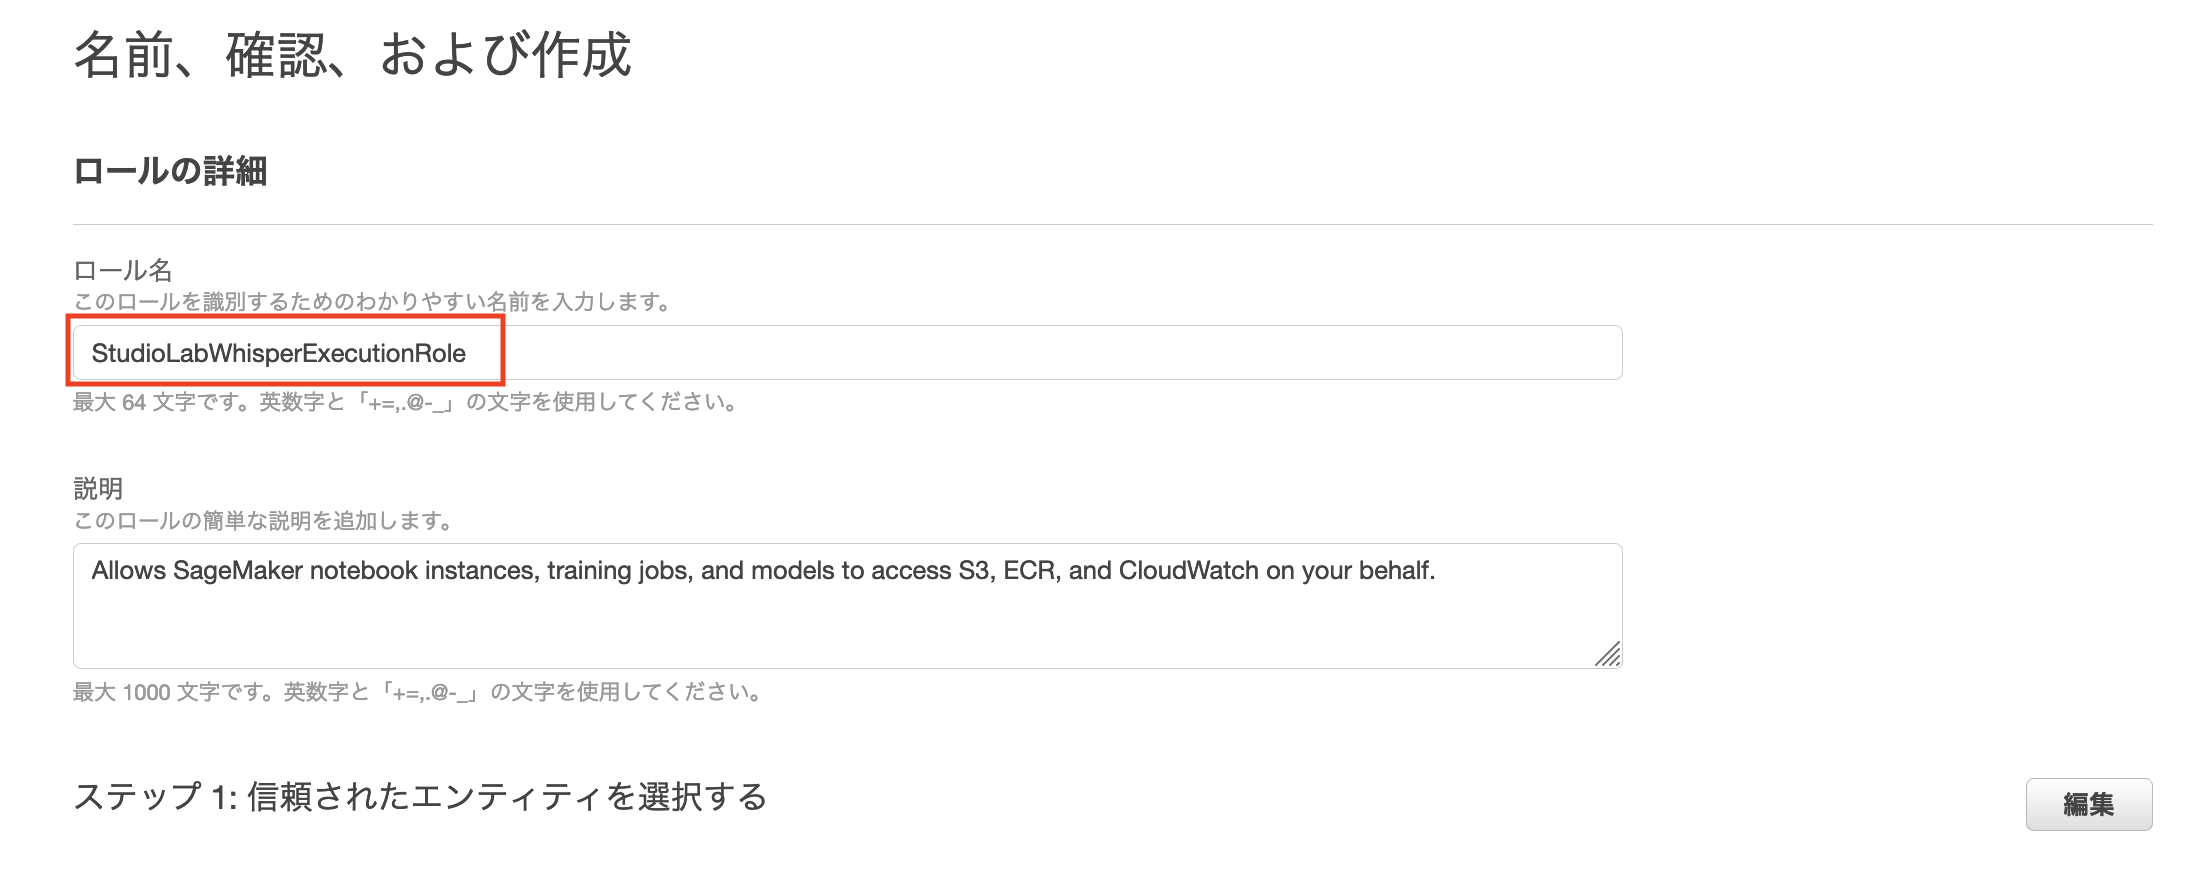 名前、確認、および作成
ロールの詳細
ロール名
このロールを識別するためのわかりやすい名前を入力します。
StudioLabWhisperExecutionRole
最大 64 文字です。英数字と「+=,.@-_」の文字を使用してください。
説明
このロールの簡単な説明を追加します。
Allows SageMaker notebook instances, training jobs, and models to access S3, ECR, and CloudWatch on your behalf.
最大 1000 文字です。英数字と「+=,.@-_」の文字を使用してください。
ステップ 1: 信頼されたエンティティを選択する
編集